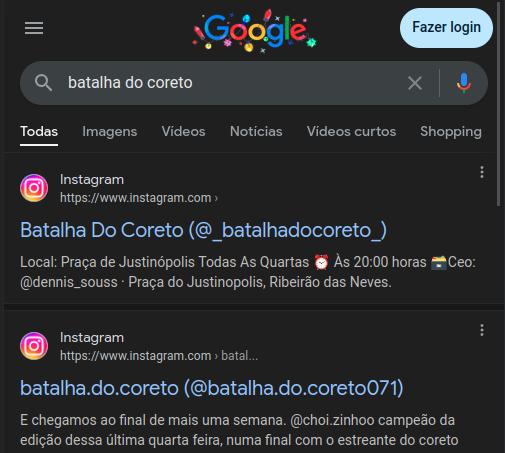 Google
Fazer login
batalha do coreto
Todas Imagens Vídeos Notícias Vídeos curtos Shopping
Instagram
https://www.instagram.com ›
Batalha Do Coreto (@_batalhadocoreto_)
Local: Praça de Justinópolis Todas As Quartas ⏰ Às 20:00 horas 🗃️Ceo:
@dennis_souss · Praça do Justinopolis, Ribeirão das Neves.
Instagram
https://www.instagram.com › batal...
batalha.do.coreto (@batalha.do.coreto071)
E chegamos ao final de mais uma semana. @choi.zinhoo campeão da
edição dessa última quarta feira, numa final com o estreante do coreto